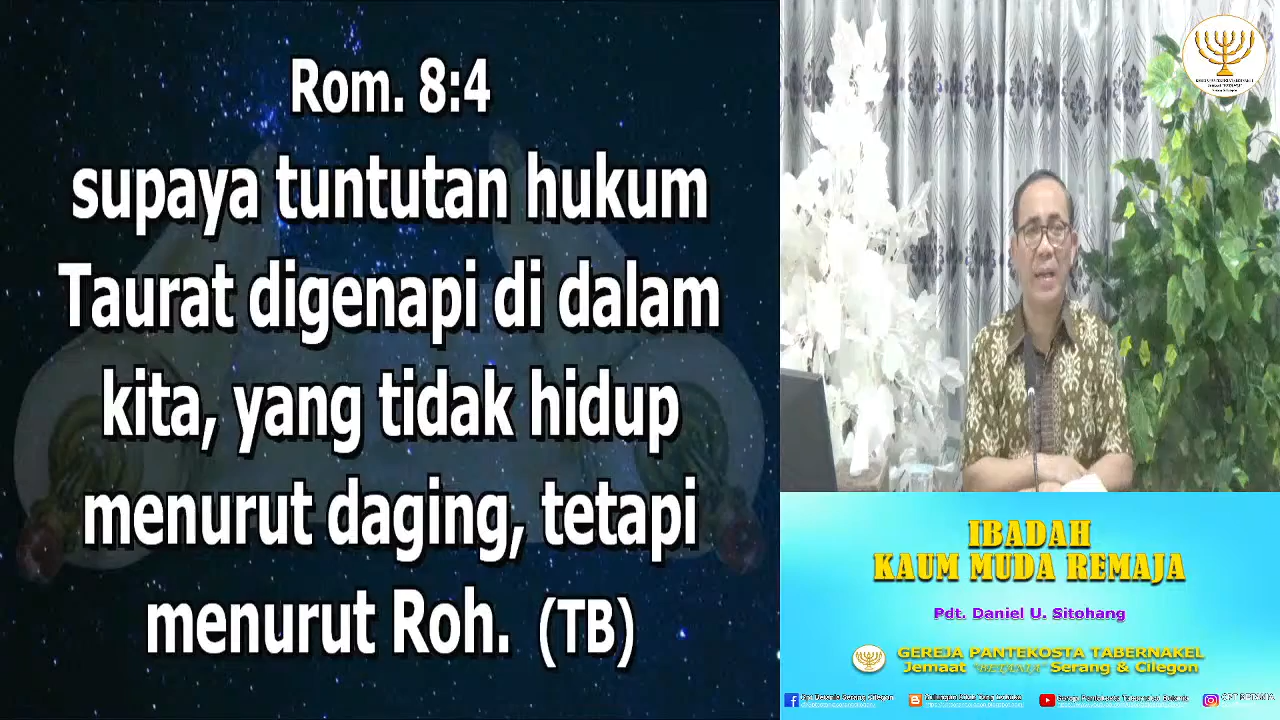 Rom. 8:4
supaya tuntutan hukum
Taurat digenapi di dalam
kita, yang tidak hidup
menurut daging, tetapi
menurut Roh. (TB)
IBADAH
KAUM MUDA REMAJA
Pdt. Daniel U. Sitohang
GEREJA PANTEKOSTA TABERNAKEL
Jemaat "BETANIA" Serang & Cilegon